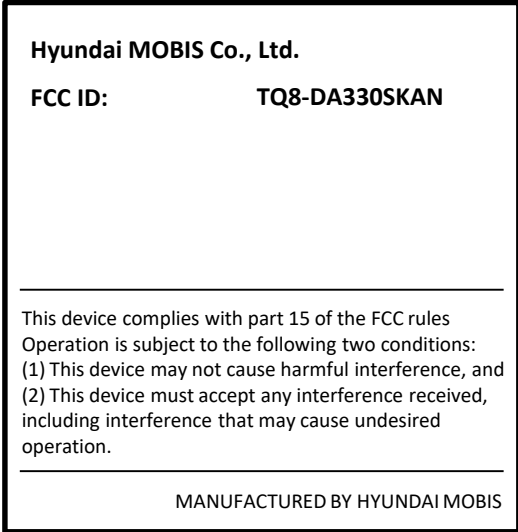 Hyundai MOBIS Co., Ltd.
FCC ID: TQ8-DA330SKAN
This device complies with part 15 of the FCC rules
Operation is subject to the following two conditions:
(1) This device may not cause harmful interference, and
(2) This device must accept any interference received,
including interference that may cause undesired
operation.
MANUFACTURED BY HYUNDAI MOBIS